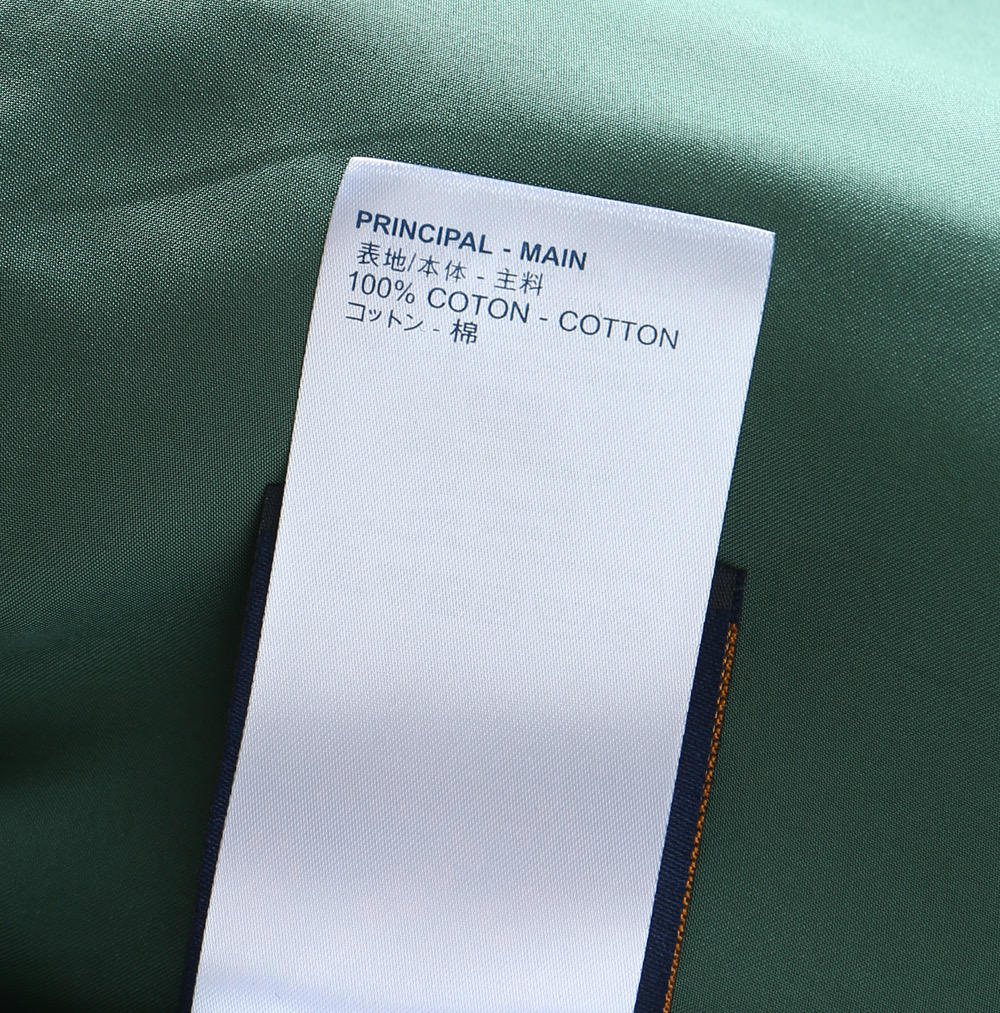 PRINCIPAL - MAIN
表地/本体 - 主料
100% COTON - COTTON
コットン - 棉